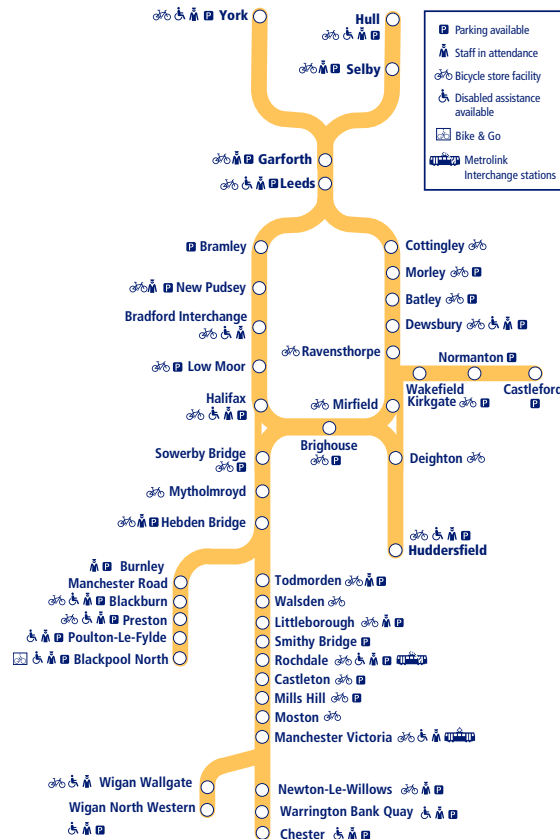 York
Hull
Selby
P Parking available
Staff in attendance
Bicycle store facility
Disabled assistance
available
Bike & Go
Metrolink
Interchange stations
Garforth
Leeds
Bramley
Cottingley
New Pudsey
Morley
Batley
Bradford Interchange
Dewsbury
Ravensthorpe
Normanton
Low Moor
Wakefield
Kirkgate
Castleford
Halifax
Mirfield
Brighouse
Sowerby Bridge
Deighton
Mytholmroyd
Hebden Bridge
Huddersfield
Burnley
Manchester Road
Todmorden
Blackburn
Walsden
Preston
Littleborough
Poulton-Le-Fylde
Smithy Bridge
Blackpool North
Rochdale
Castleton
Mills Hill
Moston
Manchester Victoria
Wigan Wallgate
Newton-Le-Willows
Wigan North Western
Warrington Bank Quay
Chester